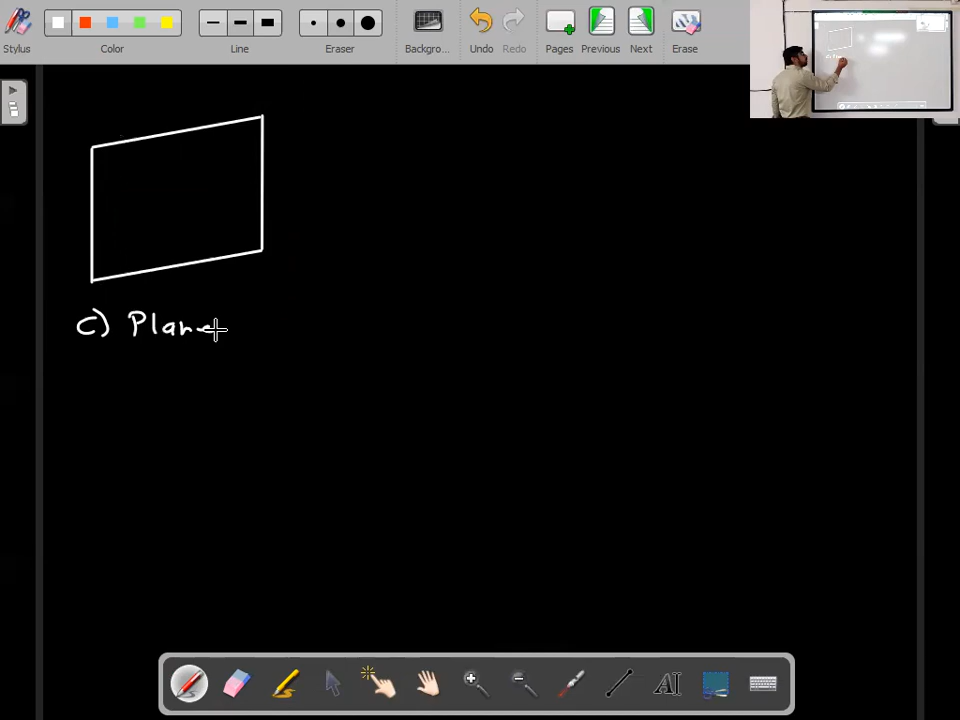 Stylus
Color
Line
Eraser
Backgro...
Undo
Redo
Pages
Previous
Next
Erase
c) Plane